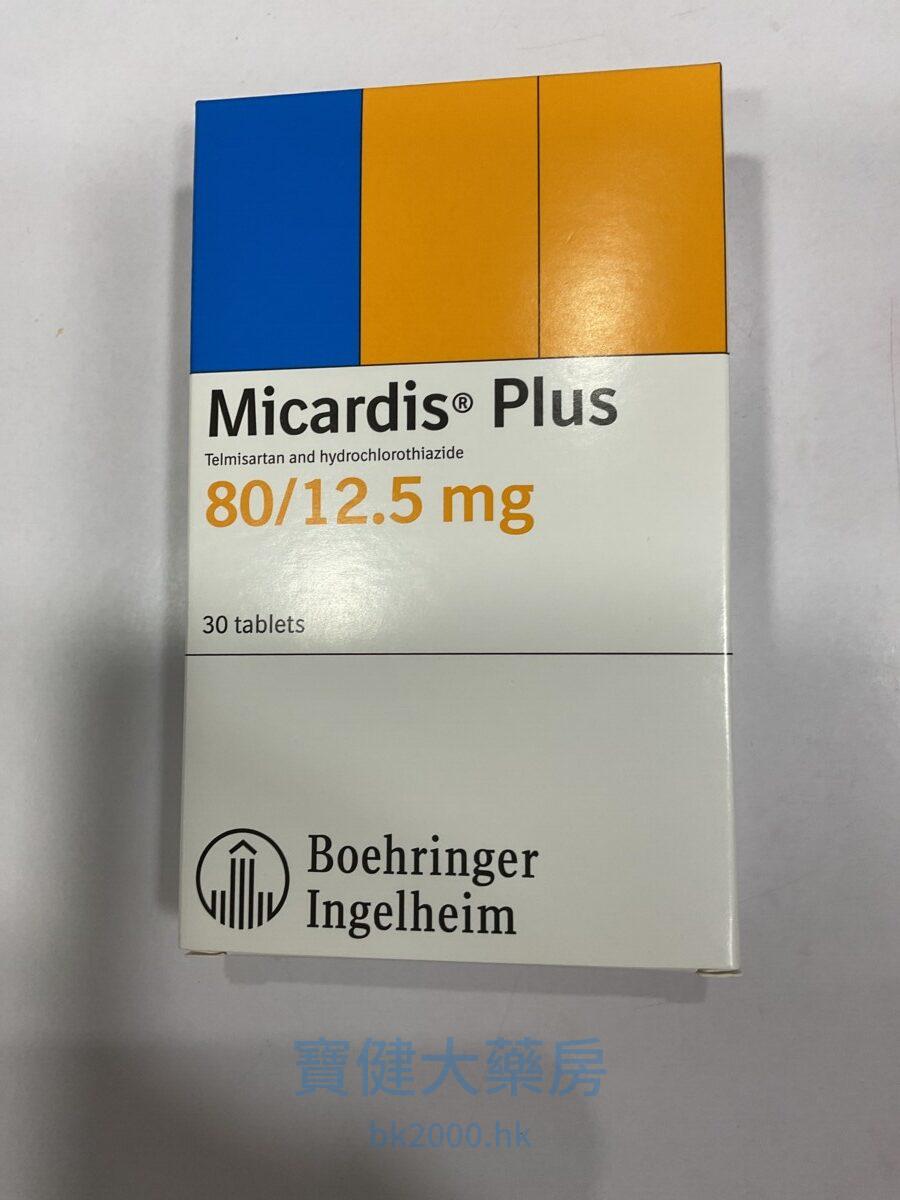 Micardis® Plus
Telmisartan and hydrochlorothiazide
80/12.5 mg
30 tablets
Boehringer
Ingelheim
寶健大藥房
bk2000.hk